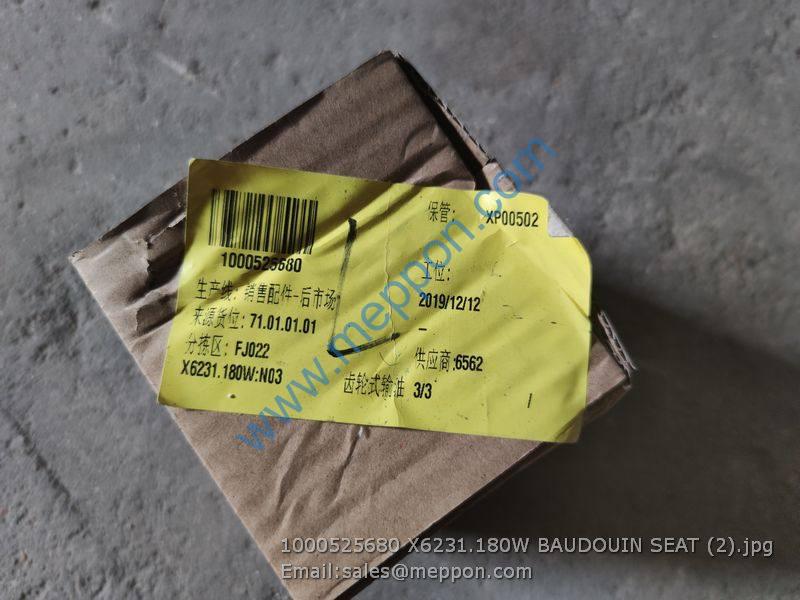 保管: XP00502
1000525680
工位:
生产线: 销售配件-后市场
2019/12/12
来源货位: 71.01.01.01
分拣区: FJ022
供应商:6562
X6231.180W:N03
齿轮式输油 3/3
www.meppon.com
1000525680 X6231.180W BAUDOUIN SEAT (2).jpg
Email:sales@meppon.com